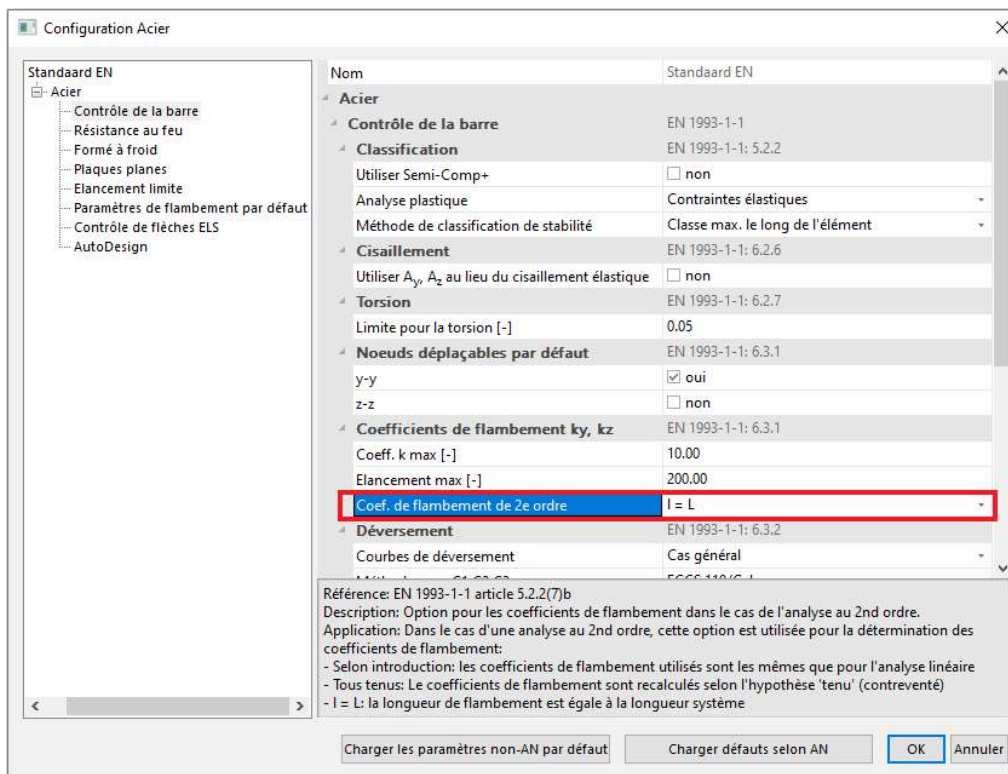 Configuration Acier
Standaard EN
Acier
Contrôle de la barre
Résistance au feu
Formé à froid
Plaques planes
Elancement limite
Paramètres de flambement par défaut
Contrôle de flèches ELS
AutoDesign
Nom Standaard EN
Acier
Contrôle de la barre EN 1993-1-1
Classification EN 1993-1-1: 5.2.2
Utiliser Semi-Comp+ non
Analyse plastique Contraintes élastiques
Méthode de classification de stabilité Classe max. le long de l'élément
Cisaillement EN 1993-1-1: 6.2.6
Utiliser Ay, Az au lieu du cisaillement élastique non
Torsion EN 1993-1-1: 6.2.7
Limite pour la torsion [-] 0.05
Noeuds déplaçables par défaut EN 1993-1-1: 6.3.1
y-y oui
z-z non
Coefficients de flambement ky, kz EN 1993-1-1: 6.3.1
Coeff. k max [-] 10.00
Elancement max [-] 200.00
Coef. de flambement de 2e ordre l = L
Déversement EN 1993-1-1: 6.3.2
Courbes de déversement Cas général
Référence: EN 1993-1-1 article 5.2.2(7)b
Description: Option pour les coefficients de flambement dans le cas de l'analyse au 2nd ordre.
Application: Dans le cas d'une analyse au 2nd ordre, cette option est utilisée pour la détermination des
coefficients de flambement:
- Selon introduction: les coefficients de flambement utilisés sont les mêmes que pour l'analyse linéaire
- Tous tenus: Le coefficients de flambement sont recalculés selon l'hypothèse 'tenu' (contreventé)
- l = L: la longueur de flambement est égale à la longueur système
Charger les paramètres non-AN par défaut Charger défauts selon AN OK Annuler